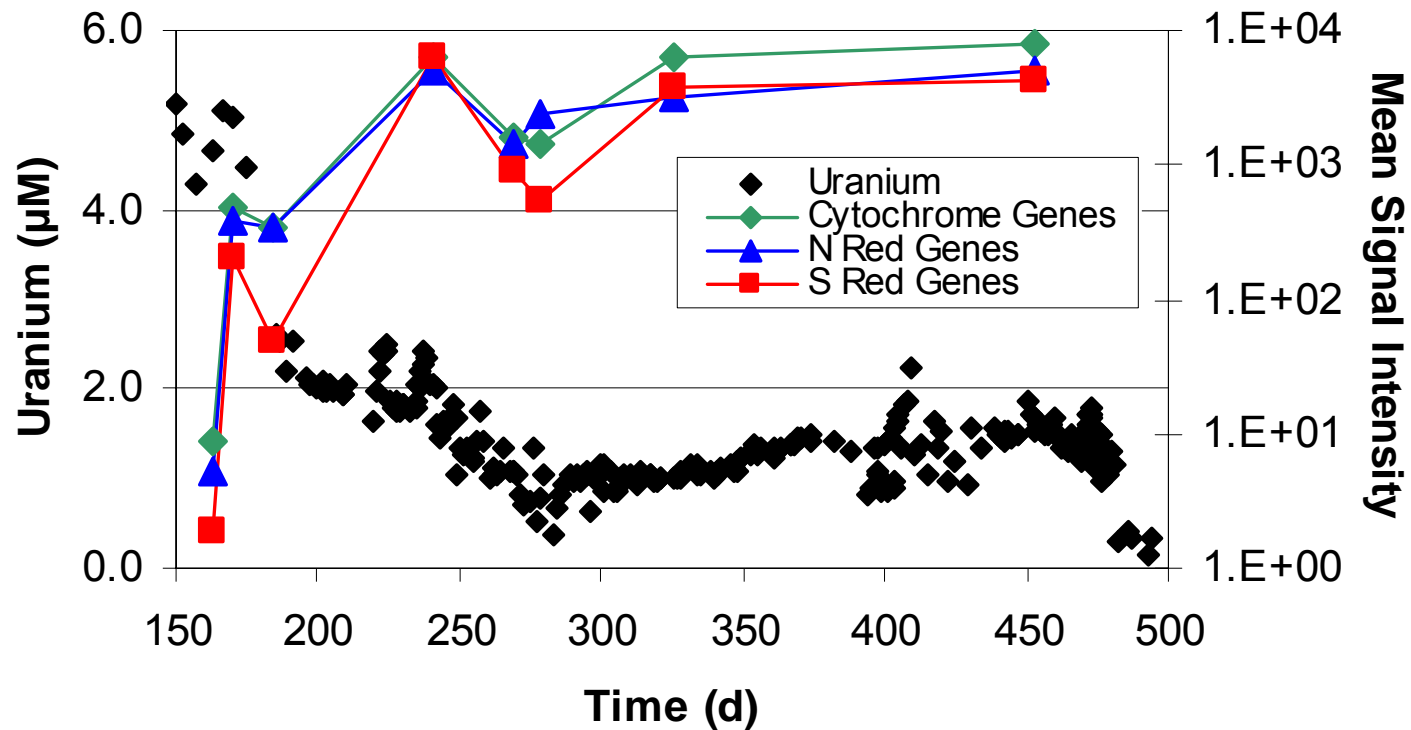 6.0
4.0
2.0
0.0
Uranium (µM)
1.E+04
1.E+03
1.E+02
1.E+01
1.E+00
Mean Signal Intensity
Uranium
Cytochrome Genes
N Red Genes
S Red Genes
150 200 250 300 350 400 450 500
Time (d)